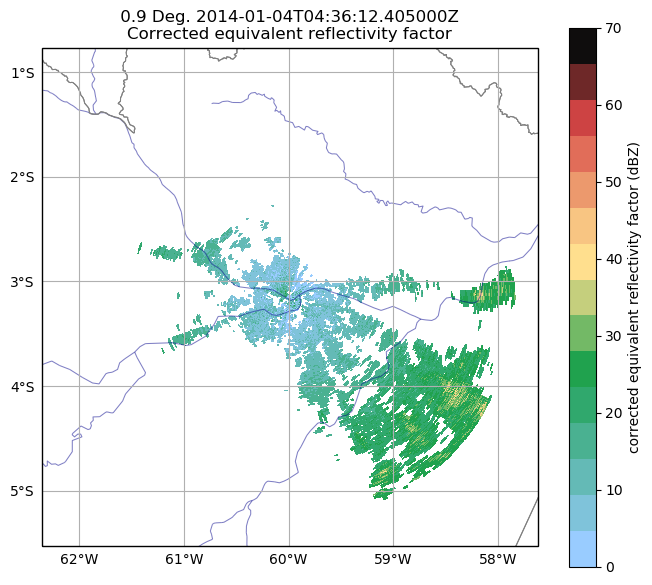 0.9 Deg. 2014-01-04T04:36:12.405000Z
Corrected equivalent reflectivity factor
1°S
2°S
3°S
4°S
5°S
62°W 61°W 60°W 59°W 58°W
70
60
50
40
30
20
10
0
corrected equivalent reflectivity factor (dBZ)